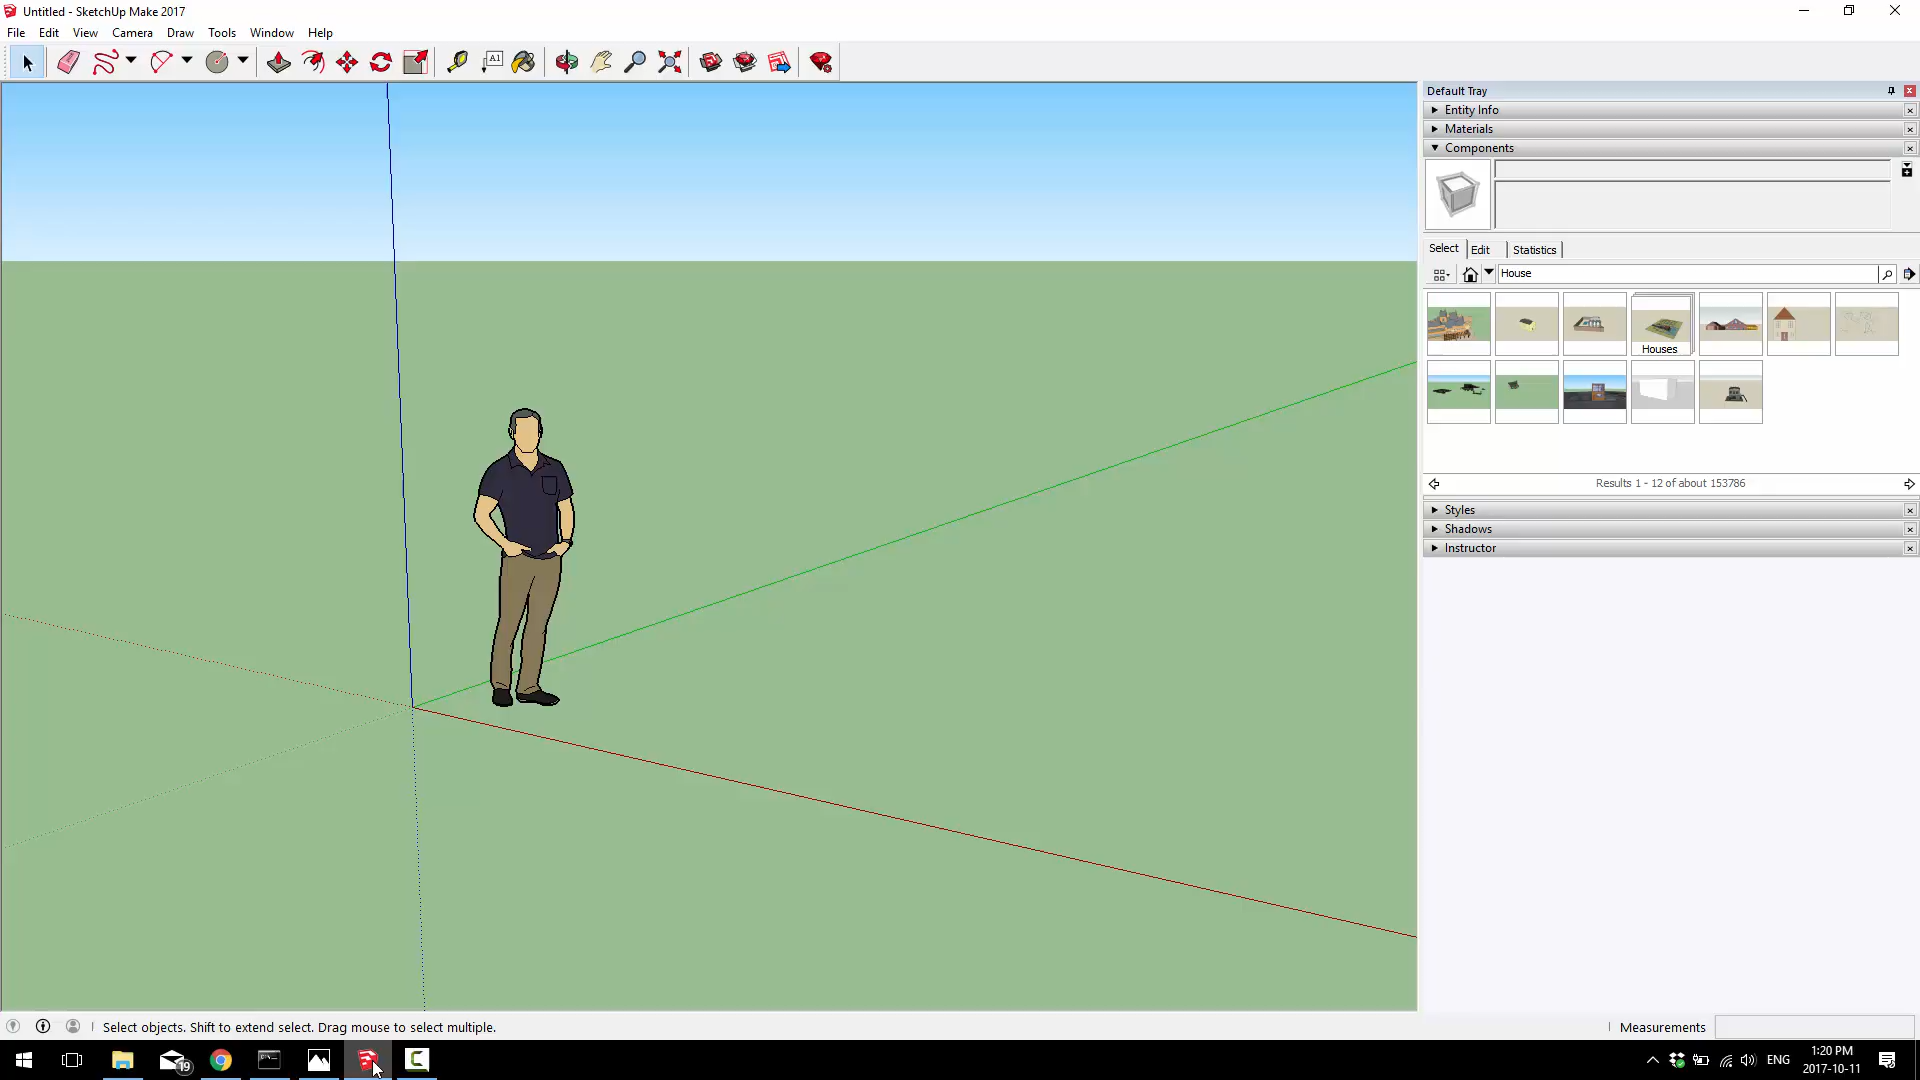 Untitled - SketchUp Make 2017
File Edit View Camera Draw Tools Window Help
A1
Default Tray
Entity Info
Materials
Components
Select Edit Statistics
House
Houses
Results 1 - 12 of about 153786
Styles
Shadows
Instructor
Select objects. Shift to extend select. Drag mouse to select multiple.
Measurements
19
ENG
1:20 PM
2017-10-11